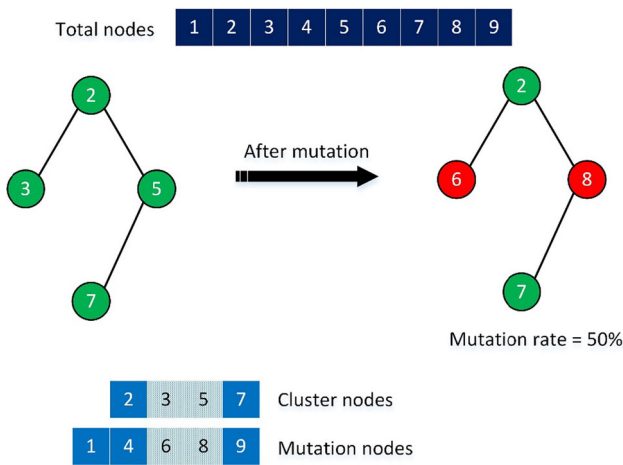 Total nodes 1 2 3 4 5 6 7 8 9
2 2
After mutation
3 5 6 8
7 7
Mutation rate = 50%
2 3 5 7 Cluster nodes
1 4 6 8 9 Mutation nodes